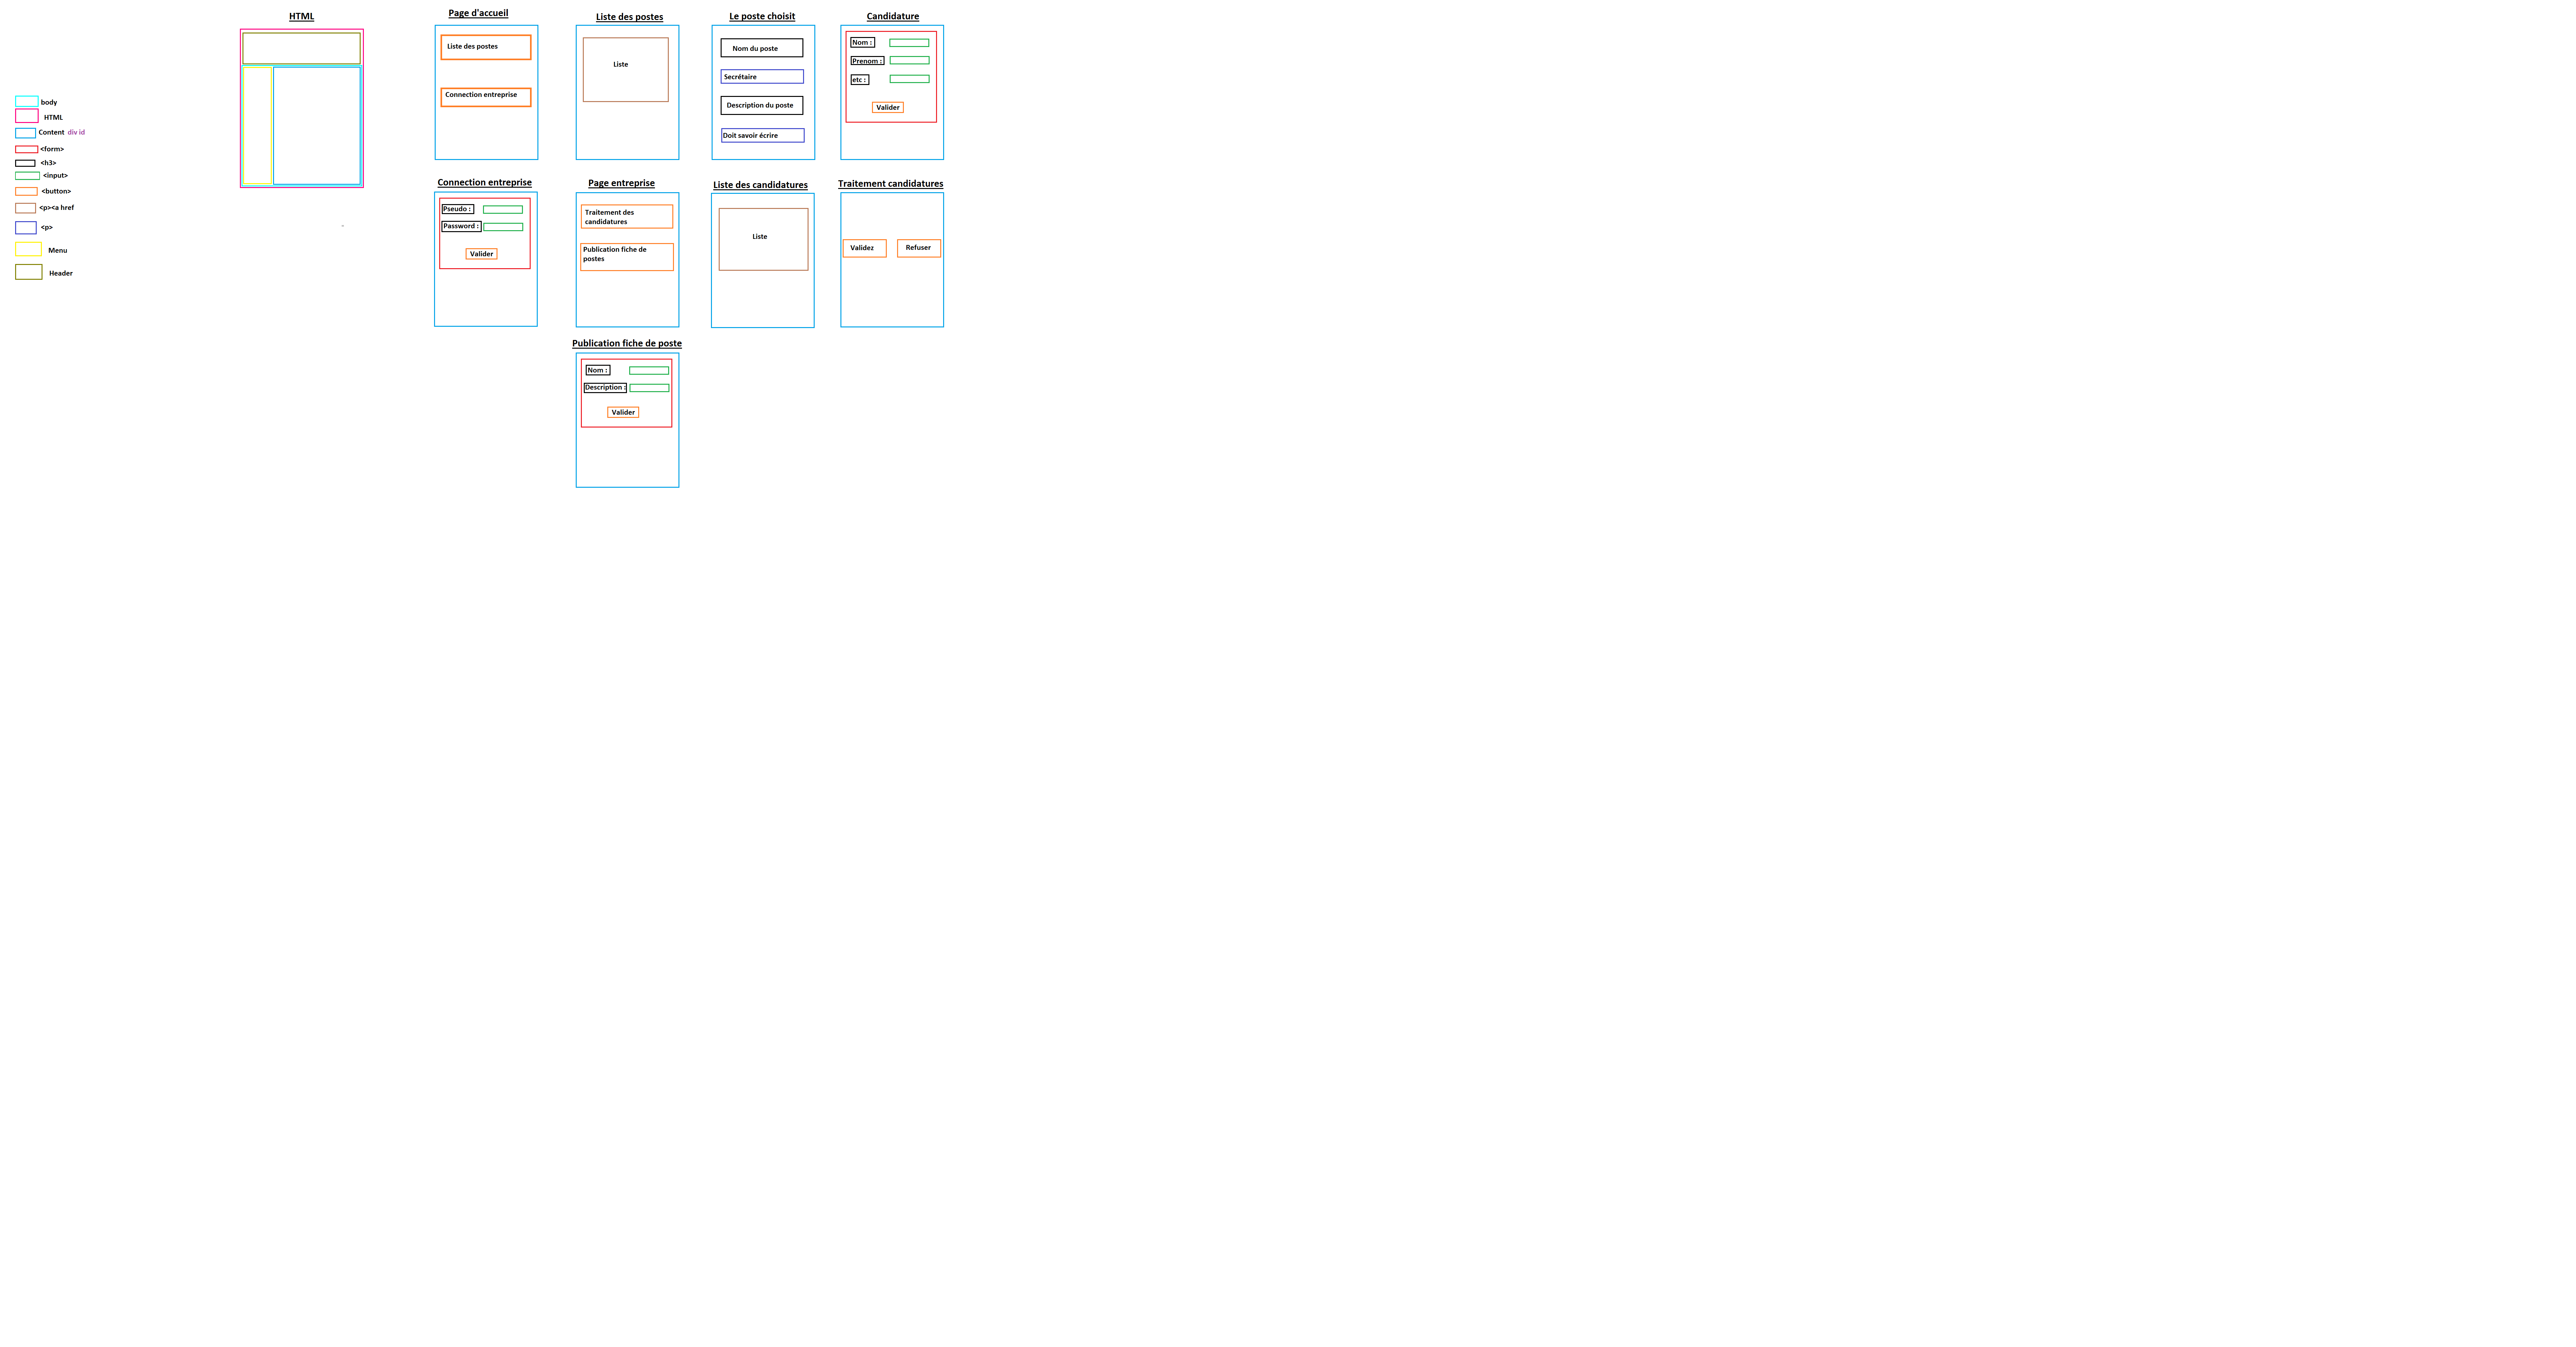 HTML
body
HTML
Content div id
<form>
<h3>
<input>
<button>
<p><a href
<p>
Menu
Header
Page d'accueil
Liste des postes
Connection entreprise
Liste des postes
Liste
Le poste choisit
Nom du poste
Secrétaire
Description du poste
Doit savoir écrire
Candidature
Nom :
Prenom :
etc :
Valider
Connection entreprise
Pseudo :
Password :
Valider
Page entreprise
Traitement des
candidatures
Publication fiche de
postes
Liste des candidatures
Liste
Traitement candidatures
Validez
Refuser
Publication fiche de poste
Nom :
Description :
Valider